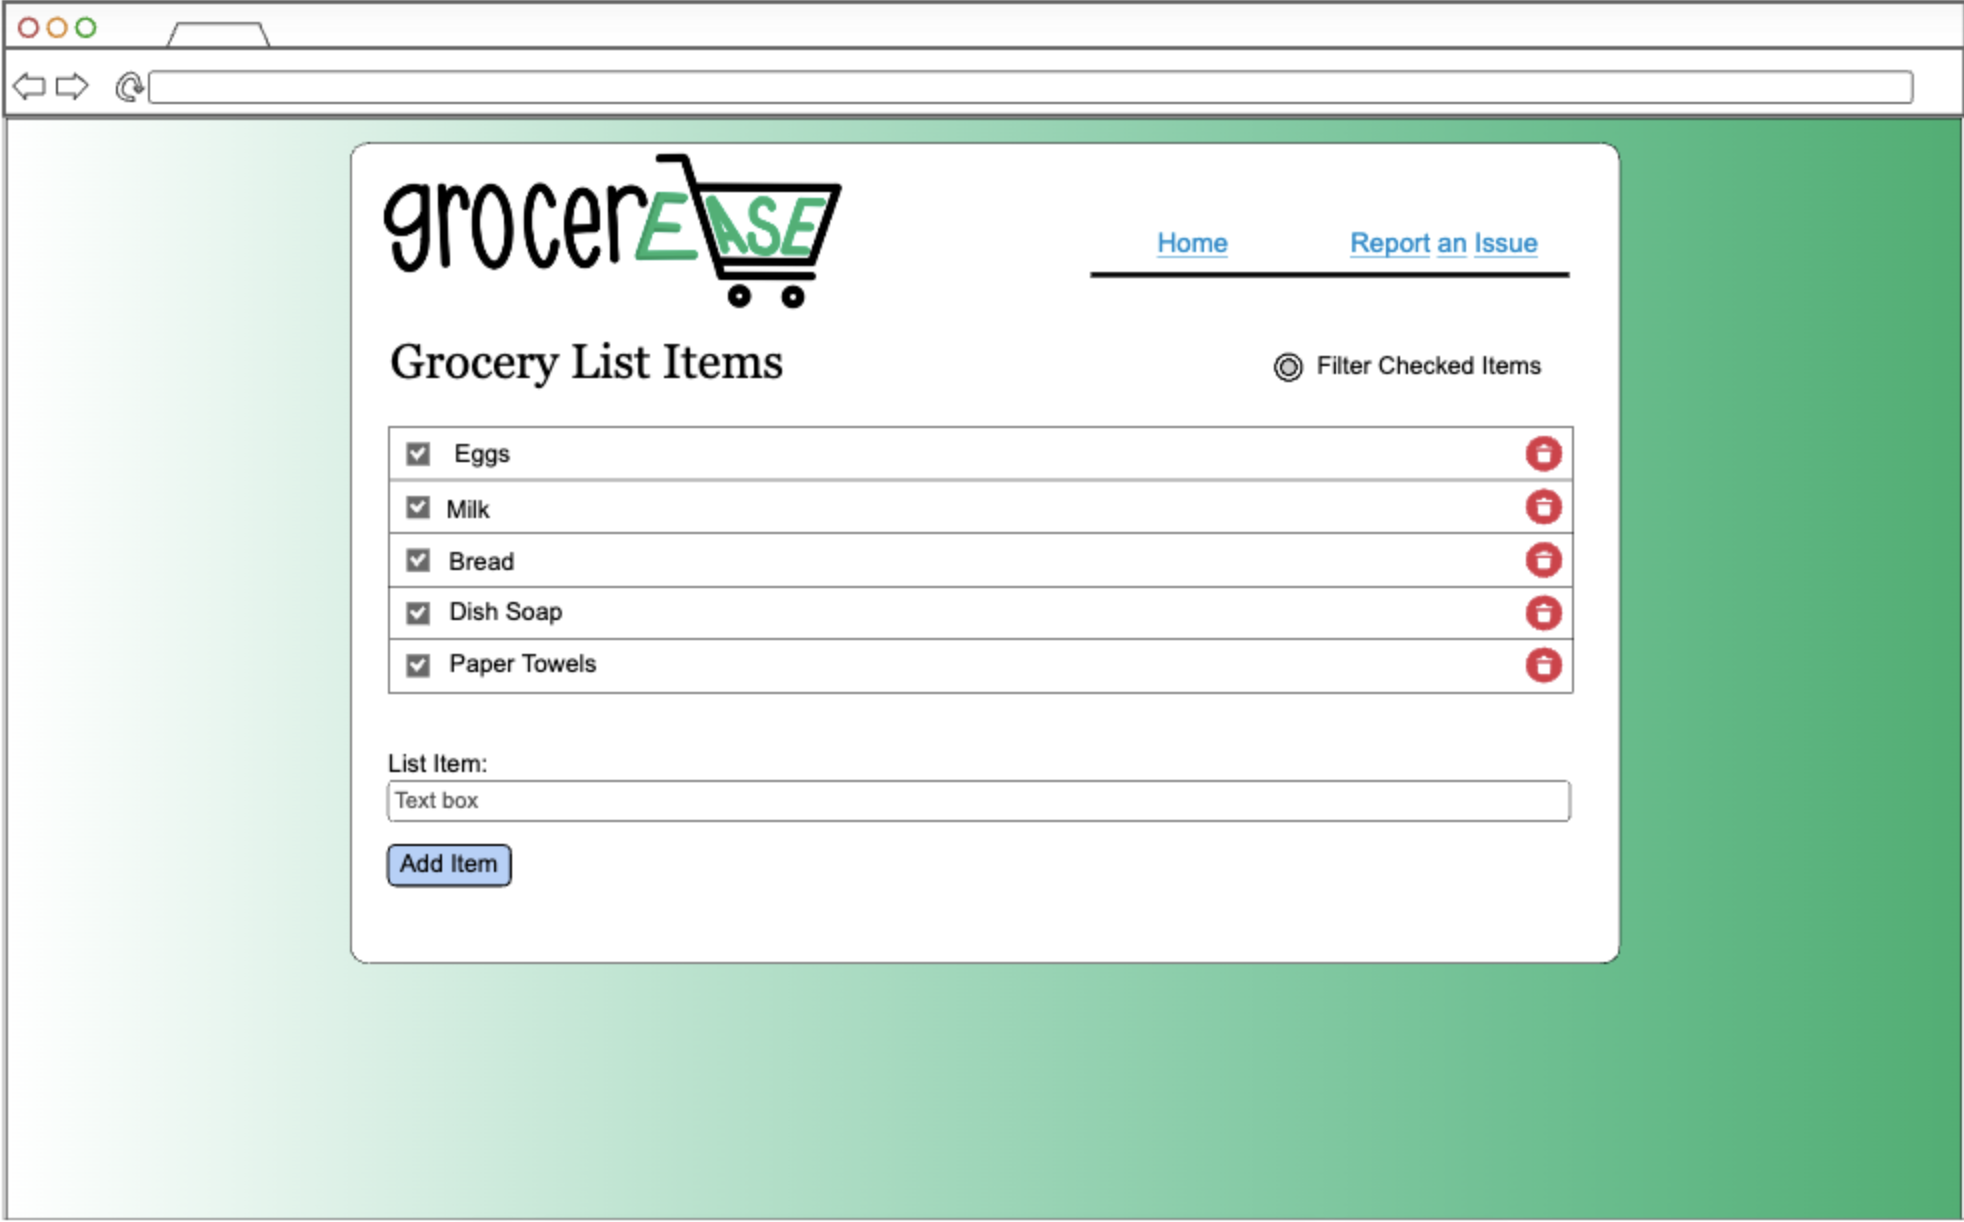 grocerEASE
Home Report an Issue
Grocery List Items Filter Checked Items
Eggs
Milk
Bread
Dish Soap
Paper Towels
List Item:
Text box
Add Item